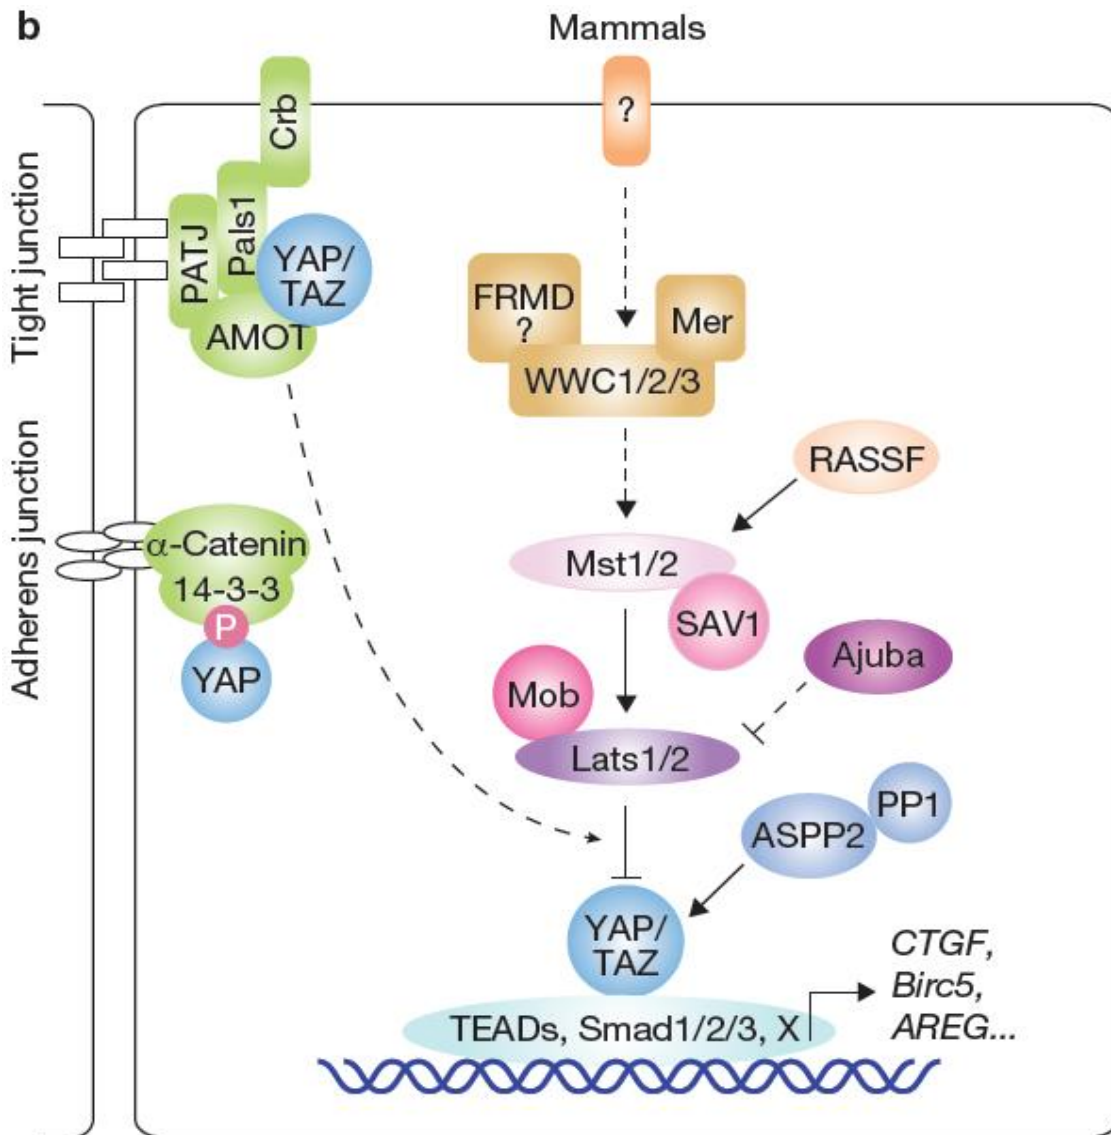 b
Mammals
Crb
?
Tight junction
PATJ
Pals1
YAP/
TAZ
AMOT
FRMD
?
Mer
WWC1/2/3
RASSF
Adherens junction
α-Catenin
14-3-3
P
YAP
Mst1/2
SAV1
Ajuba
Mob
Lats1/2
PP1
ASPP2
YAP/
TAZ
CTGF,
Birc5,
AREG...
TEADs, Smad1/2/3, X